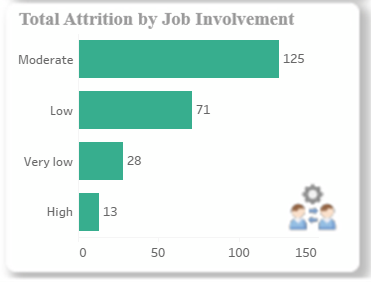 Total Attrition by Job Involvement
Moderate 125
Low 71
Very low 28
High 13
0 50 100 150